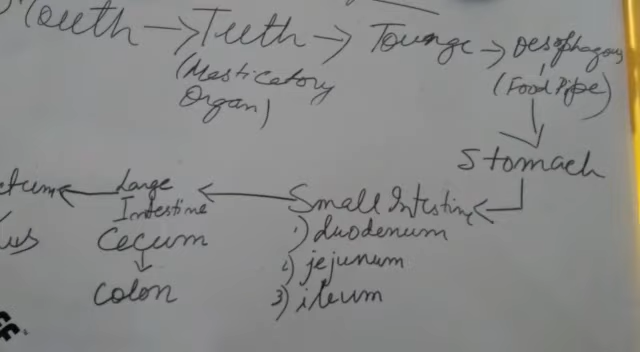 Mouth → Teeth → Tounge → Oesophagous
(Masticatory
Organ)
(Food Pipe)
Stomach
Small Intestine
1) duodenum
2) jejunum
3) ileum
Large
Intestine
Cecum
Colon